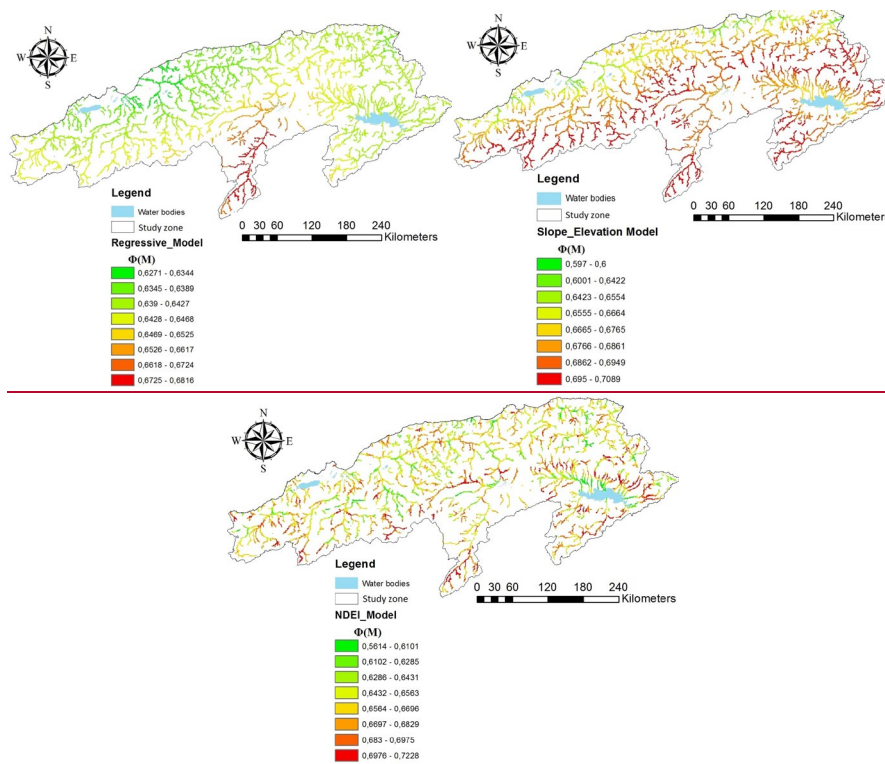 N
W E
S
Legend
Water bodies
Study zone
Regressive_Model
Φ(M)
0,6271 - 0,6344
0,6345 - 0,6389
0,639 - 0,6427
0,6428 - 0,6468
0,6469 - 0,6525
0,6526 - 0,6617
0,6618 - 0,6724
0,6725 - 0,6816
0 30 60 120 180 240
Kilometers
N
W E
S
Legend
Water bodies
Study zone
Slope_Elevation Model
Φ(M)
0,597 - 0,6
0,6001 - 0,6422
0,6423 - 0,6554
0,6555 - 0,6664
0,6665 - 0,6765
0,6766 - 0,6861
0,6862 - 0,6949
0,695 - 0,7089
0 30 60 120 180 240
Kilometers
N
W E
S
Legend
Water bodies
Study zone
NDEI_Model
Φ(M)
0,5614 - 0,6101
0,6102 - 0,6285
0,6286 - 0,6431
0,6432 - 0,6563
0,6564 - 0,6696
0,6697 - 0,6829
0,683 - 0,6975
0,6976 - 0,7228
0 30 60 120 180 240
Kilometers